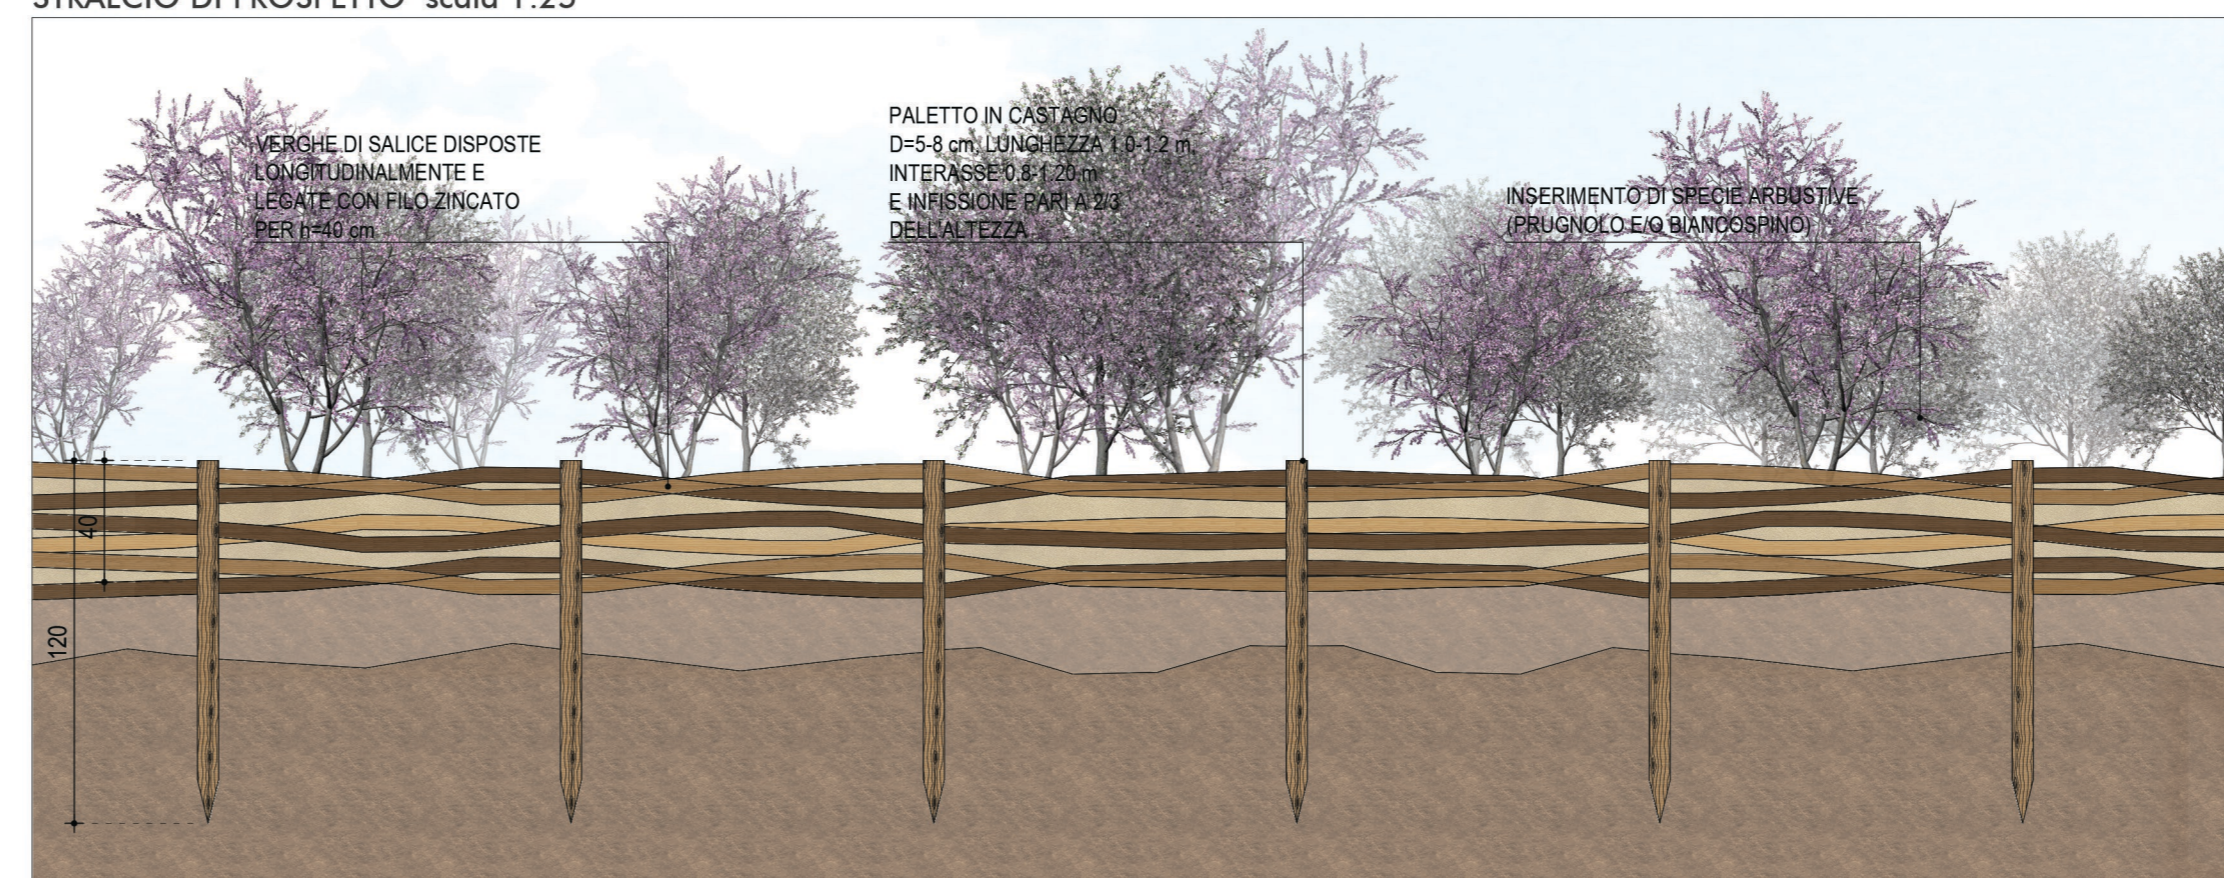 STRALCIO DI PROSPETTO scala 1:25
VERGHE DI SALICE DISPOSTE
LONGITUDINALMENTE E
LEGATE CON FILO ZINCATO
PER h=40 cm
PALETTO IN CASTAGNO
D=5-8 cm, LUNGHEZZA 1.0-1.2 m,
INTERASSE 0.8-1.20 m
E INFISSIONE PARI A 2/3
DELL'ALTEZZA
INSERIMENTO DI SPECIE ARBUSTIVE
(PRUGNOLO E/O BIANCOSPINO)
40
120